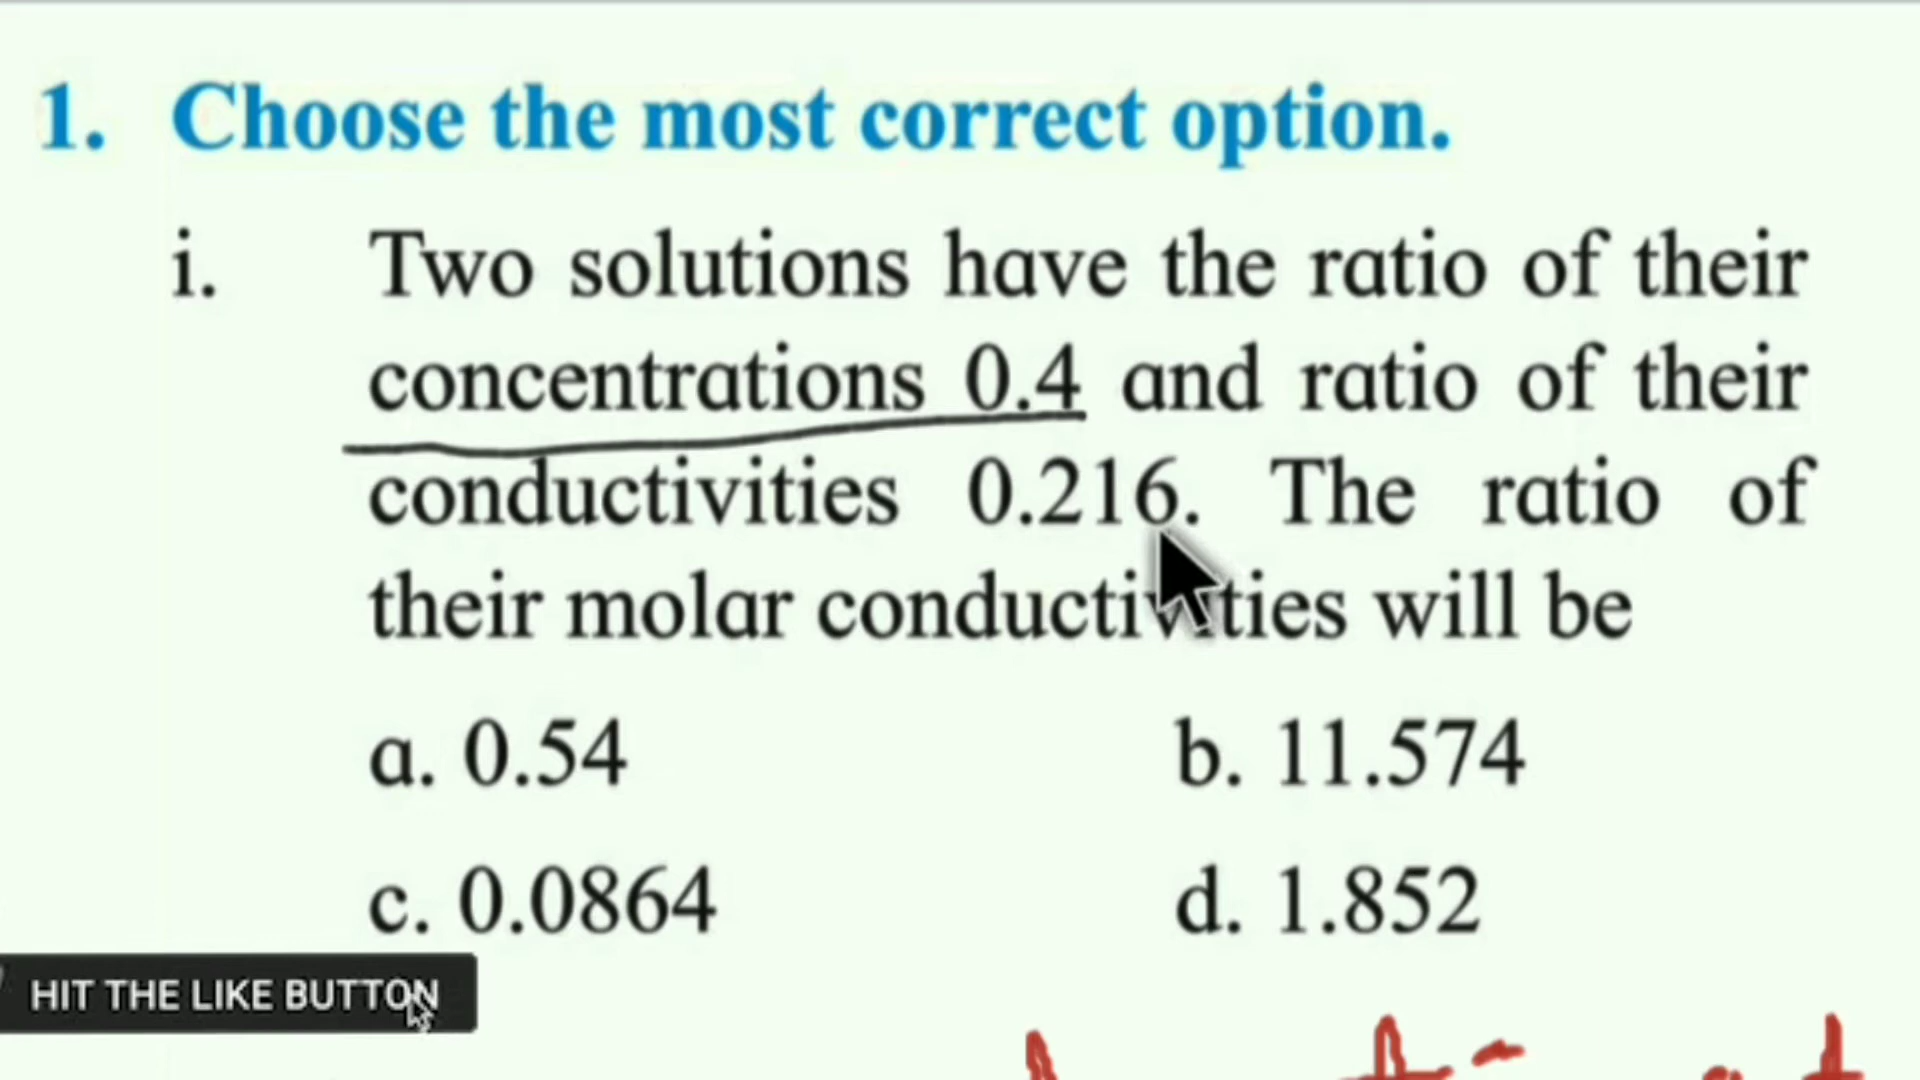 1. Choose the most correct option.
i. Two solutions have the ratio of their
concentrations 0.4 and ratio of their
conductivities 0.216. The ratio of
their molar conductivities will be
a. 0.54 b. 11.574
c. 0.0864 d. 1.852
HIT THE LIKE BUTTON